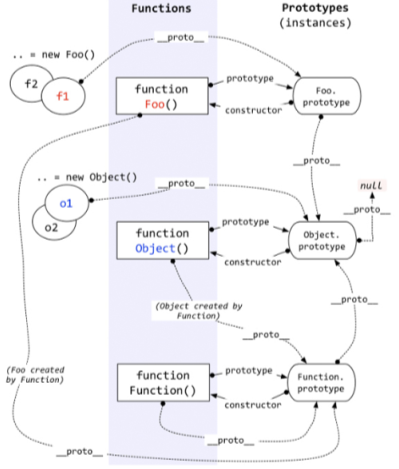 Functions
Prototypes
(instances)
__proto__
.. = new Foo()
f2
f1
function
Foo()
prototype
constructor
Foo.
prototype
__proto__
null
__proto__
.. = new Object()
__proto__
o1
o2
function
Object()
prototype
constructor
Object.
prototype
(Object created by
Function)
__proto__
__proto__
(Foo created
by Function)
function
Function()
prototype
constructor
Function.
prototype
__proto__
__proto__